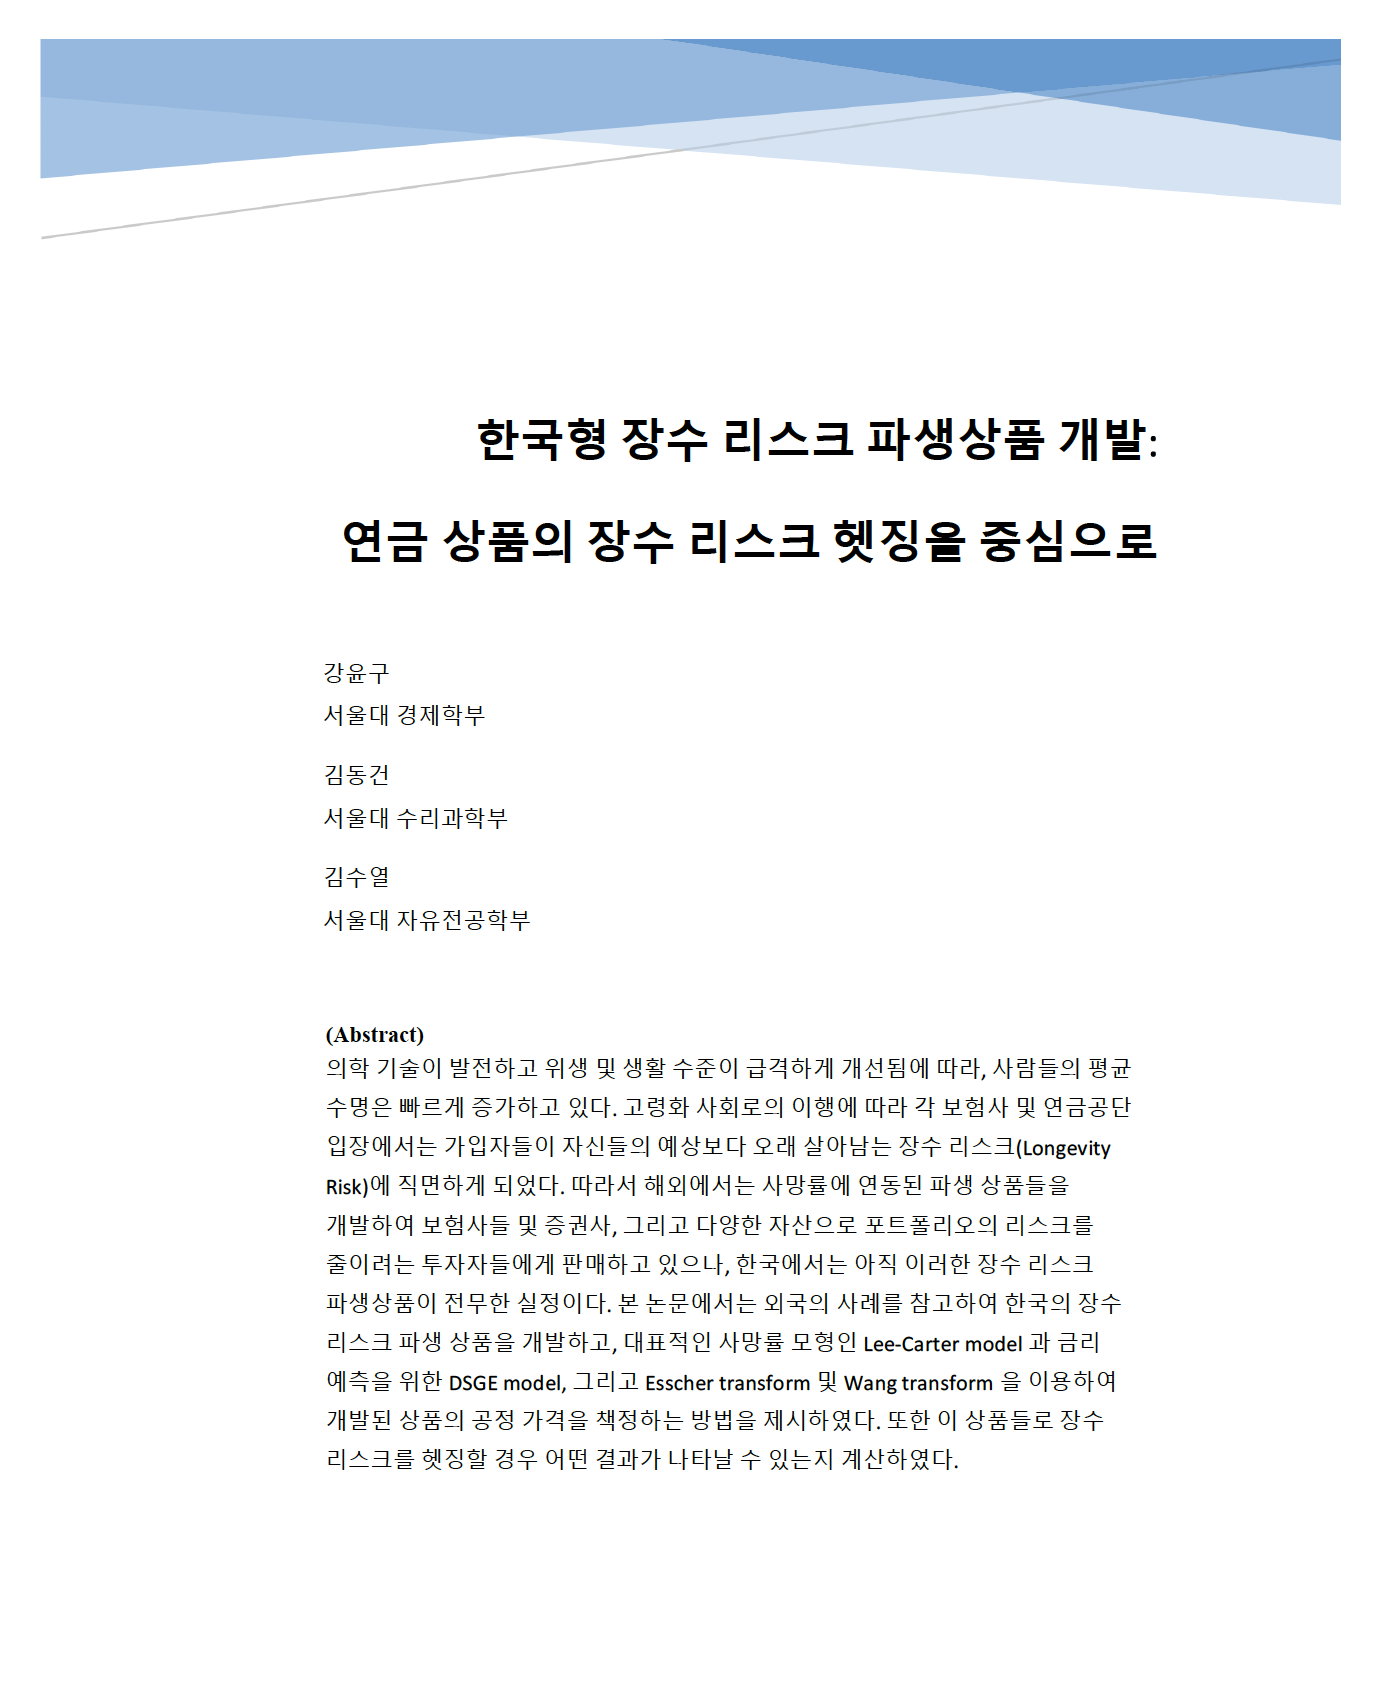 한국형 장수 리스크 파생상품 개발:
연금 상품의 장수 리스크 헷징을 중심으로
강윤구
서울대 경제학부
김동건
서울대 수리과학부
김수열
서울대 자유전공학부
(Abstract)
의학 기술이 발전하고 위생 및 생활 수준이 급격하게 개선됨에 따라, 사람들의 평균
수명은 빠르게 증가하고 있다. 고령화 사회로의 이행에 따라 각 보험사 및 연금공단
입장에서는 가입자들이 자신들의 예상보다 오래 살아남는 장수 리스크(Longevity
Risk)에 직면하게 되었다. 따라서 해외에서는 사망률에 연동된 파생 상품들을
개발하여 보험사들 및 증권사, 그리고 다양한 자산으로 포트폴리오의 리스크를
줄이려는 투자자들에게 판매하고 있으나, 한국에서는 아직 이러한 장수 리스크
파생상품이 전무한 실정이다. 본 논문에서는 외국의 사례를 참고하여 한국의 장수
리스크 파생 상품을 개발하고, 대표적인 사망률 모형인 Lee-Carter model 과 금리
예측을 위한 DSGE model, 그리고 Esscher transform 및 Wang transform 을 이용하여
개발된 상품의 공정 가격을 책정하는 방법을 제시하였다. 또한 이 상품들로 장수
리스크를 헷징할 경우 어떤 결과가 나타날 수 있는지 계산하였다.